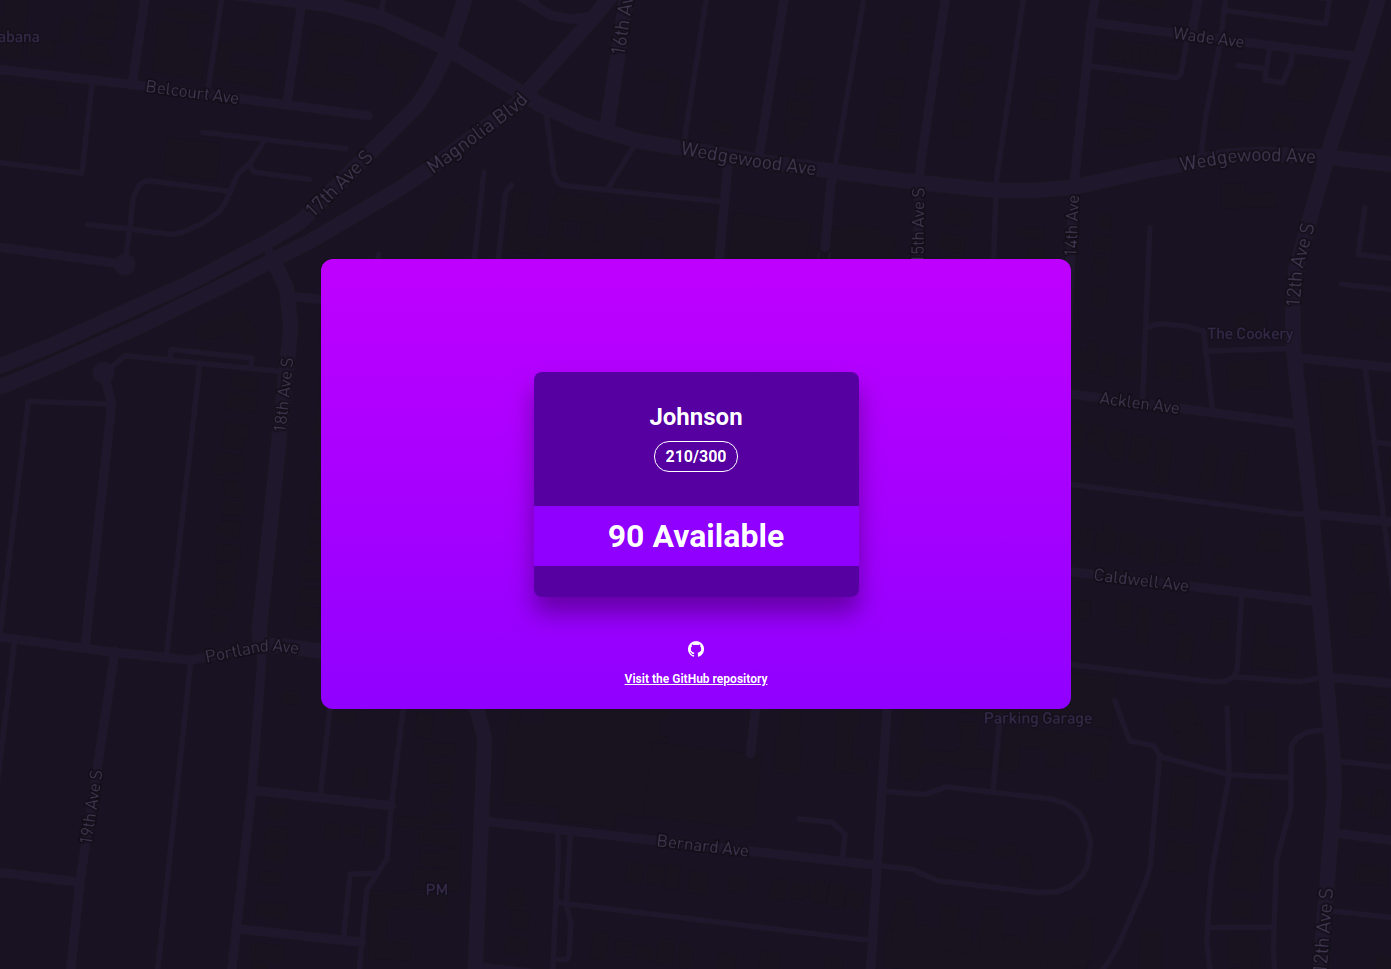 abana
16th Av
Wade Ave
Belcourt Ave
Magnolia Blvd
17th Ave S
Wedgewood Ave
Wedgewood Ave
15th Ave S
14th Ave
12th Ave S
The Cookery
18th Ave S
Acklen Ave
Johnson
210/300
90 Available
Caldwell Ave
Portland Ave
Visit the GitHub repository
Parking Garage
19th Ave S
Bernard Ave
PM
12th Ave S